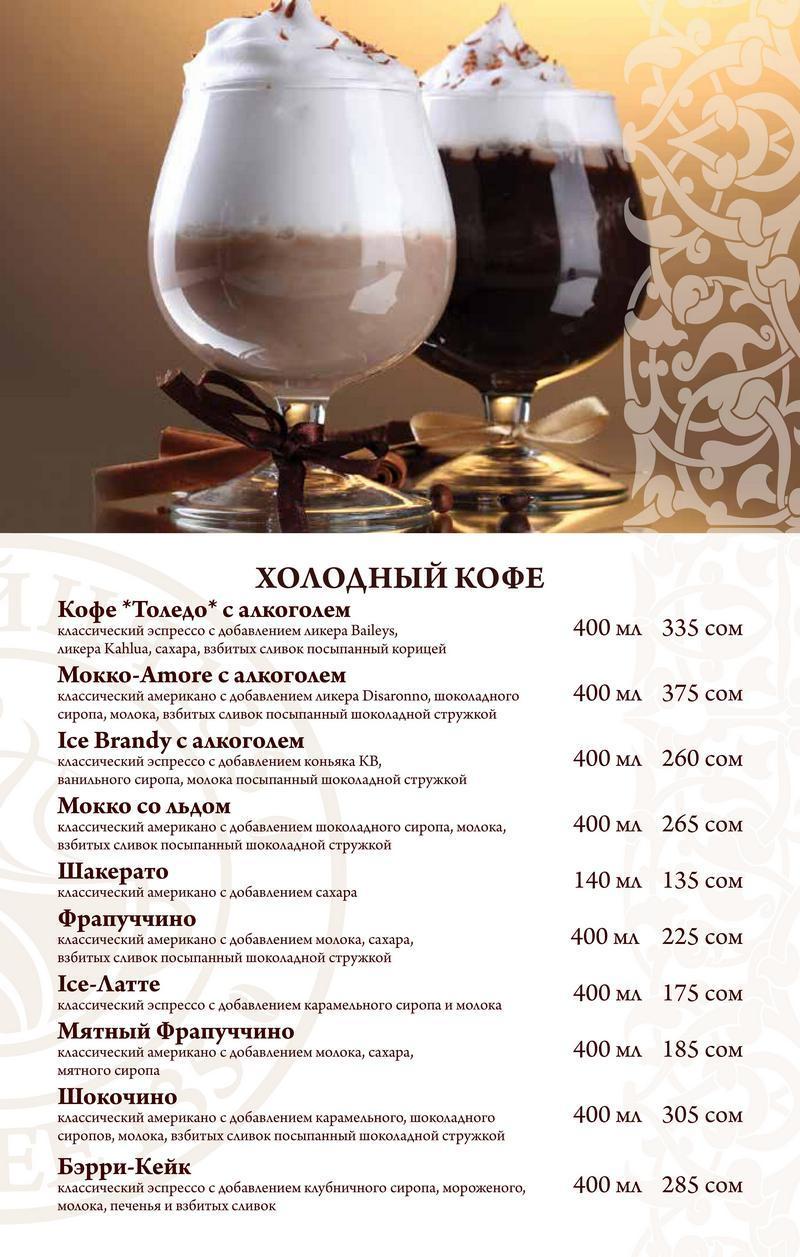 ХОЛОДНЫЙ КОФЕ
Кофе *Толедо* с алкоголем
классический эспрессо с добавлением ликера Baileys,
ликера Kahlua, сахара, взбитых сливок посыпанный корицей
400 мл 335 сом
Мокко-Amore с алкоголем
классический американо с добавлением ликера Disaronno, шоколадного
сиропа, молока, взбитых сливок посыпанный шоколадной стружкой
400 мл 375 сом
Ice Brandy с алкоголем
классический эспрессо с добавлением коньяка КВ,
ванильного сиропа, молока посыпанный шоколадной стружкой
400 мл 260 сом
Мокко со льдом
классический американо с добавлением шоколадного сиропа, молока,
взбитых сливок посыпанный шоколадной стружкой
400 мл 265 сом
Шакерато
классический американо с добавлением сахара
140 мл 135 сом
Фрапуччино
классический американо с добавлением молока, сахара,
взбитых сливок посыпанный шоколадной стружкой
400 мл 225 сом
Ice-Латте
классический эспрессо с добавлением карамельного сиропа и молока
400 мл 175 сом
Мятный Фрапуччино
классический американо с добавлением молока, сахара,
мятного сиропа
400 мл 185 сом
Шокочино
классический американо с добавлением карамельного, шоколадного
сиропов, молока, взбитых сливок посыпанный шоколадной стружкой
400 мл 305 сом
Бэрри-Кейк
классический эспрессо с добавлением клубничного сиропа, мороженого,
молока, печенья и взбитых сливок
400 мл 285 сом